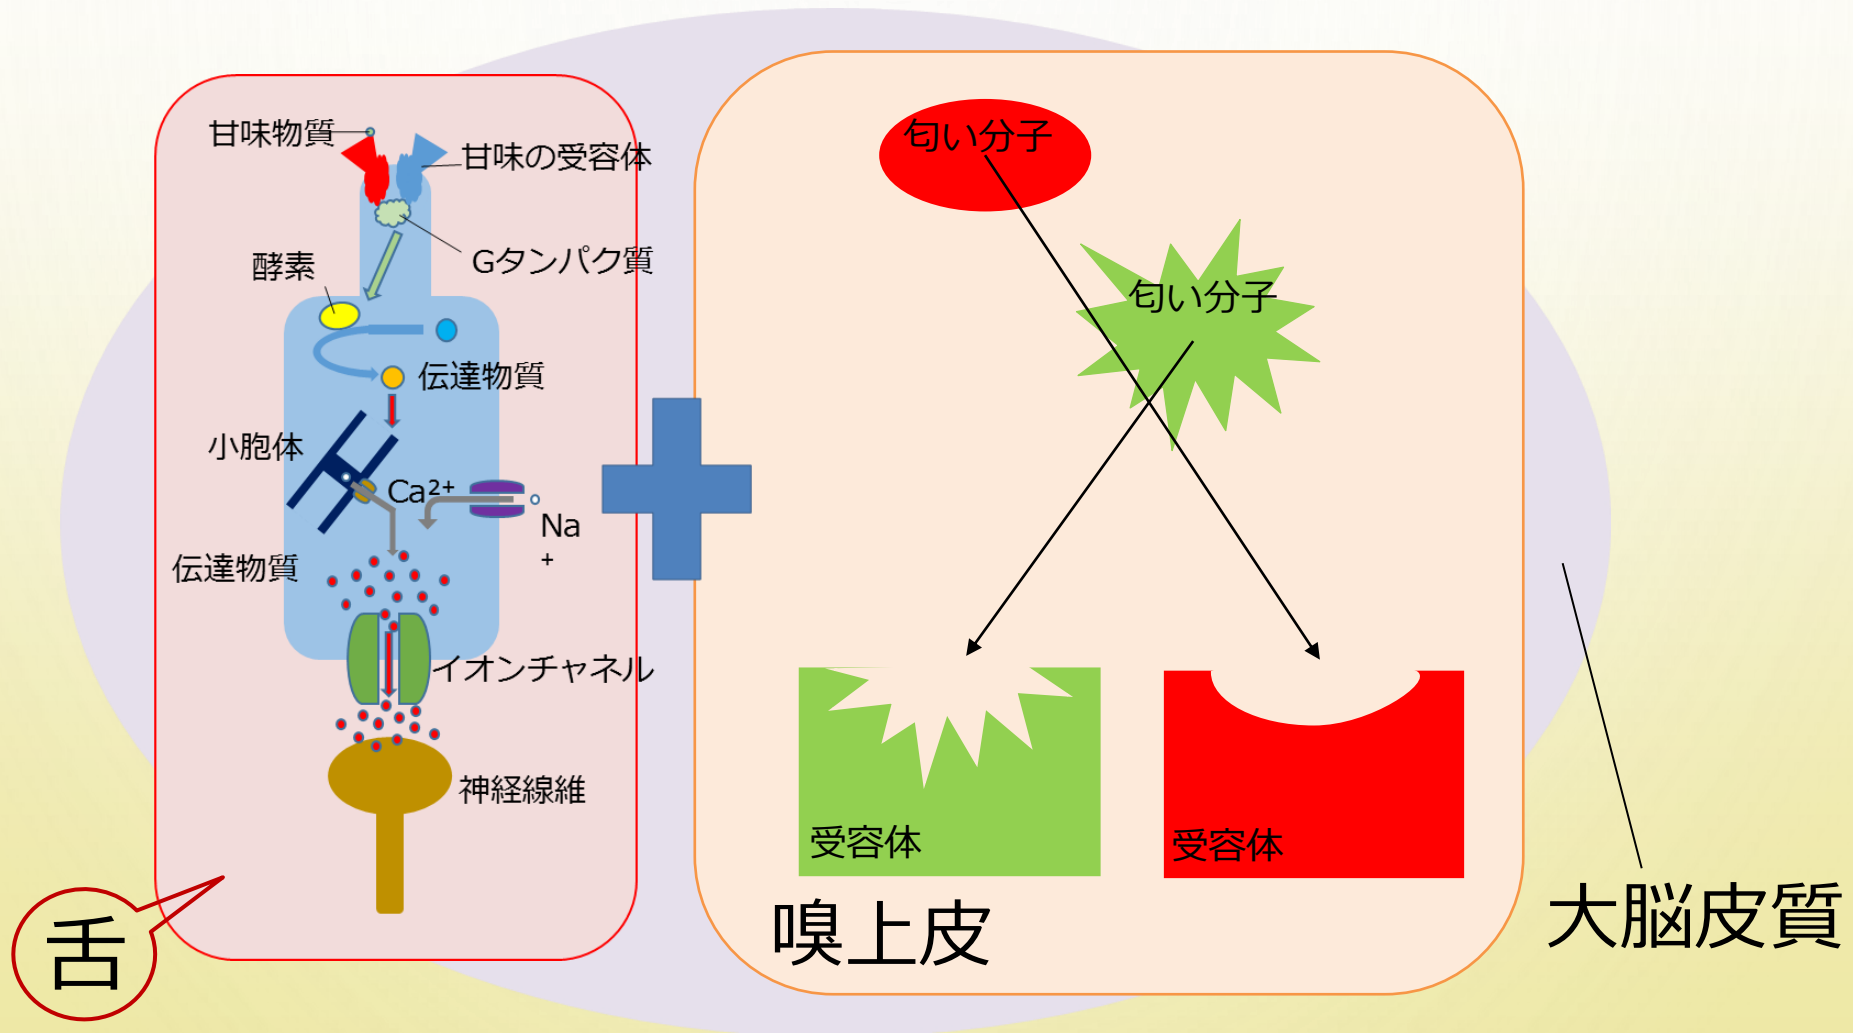 甘味物質
甘味の受容体
Gタンパク質
酵素
伝達物質
小胞体
Ca²⁺
Na
+
伝達物質
イオンチャネル
神経線維
舌
匂い分子
匂い分子
受容体
受容体
嗅上皮
大脳皮質